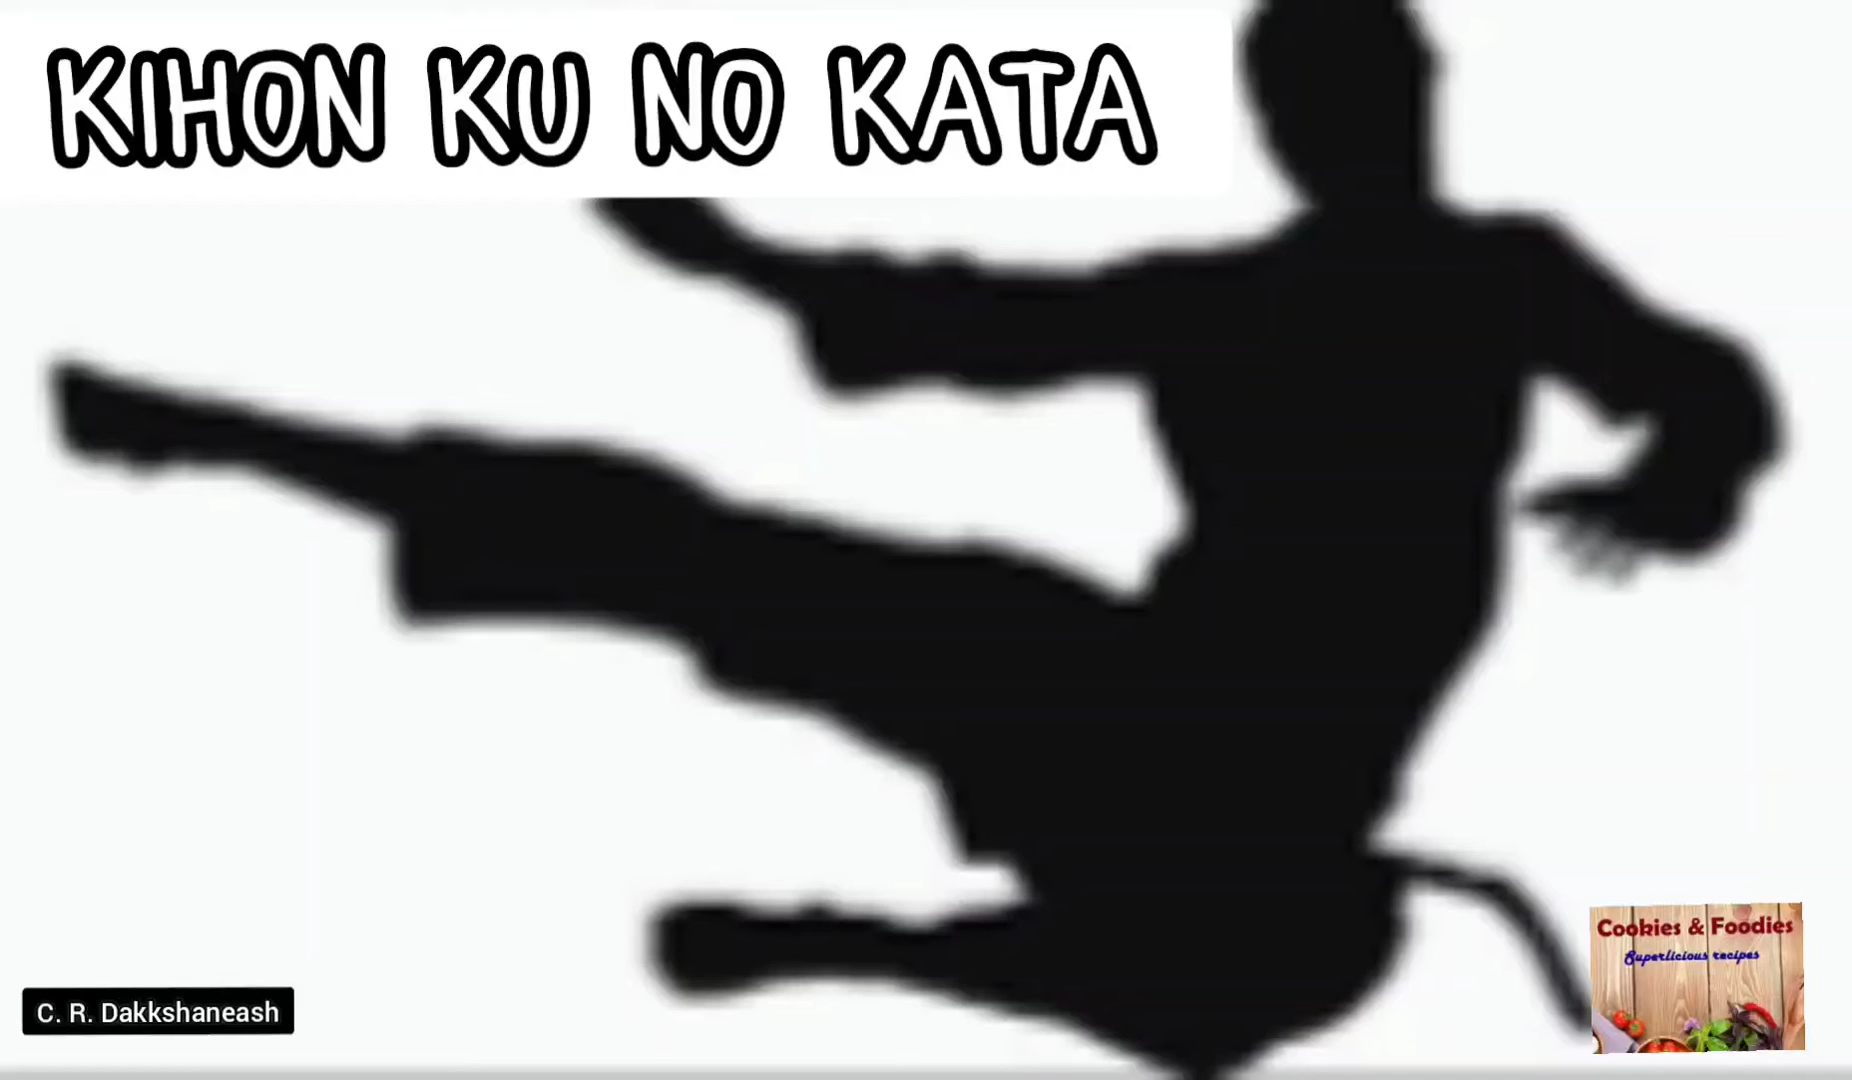 KIHON KU NO KATA
C. R. Dakkshaneash
Cookies & Foodies
Superlicious recipes